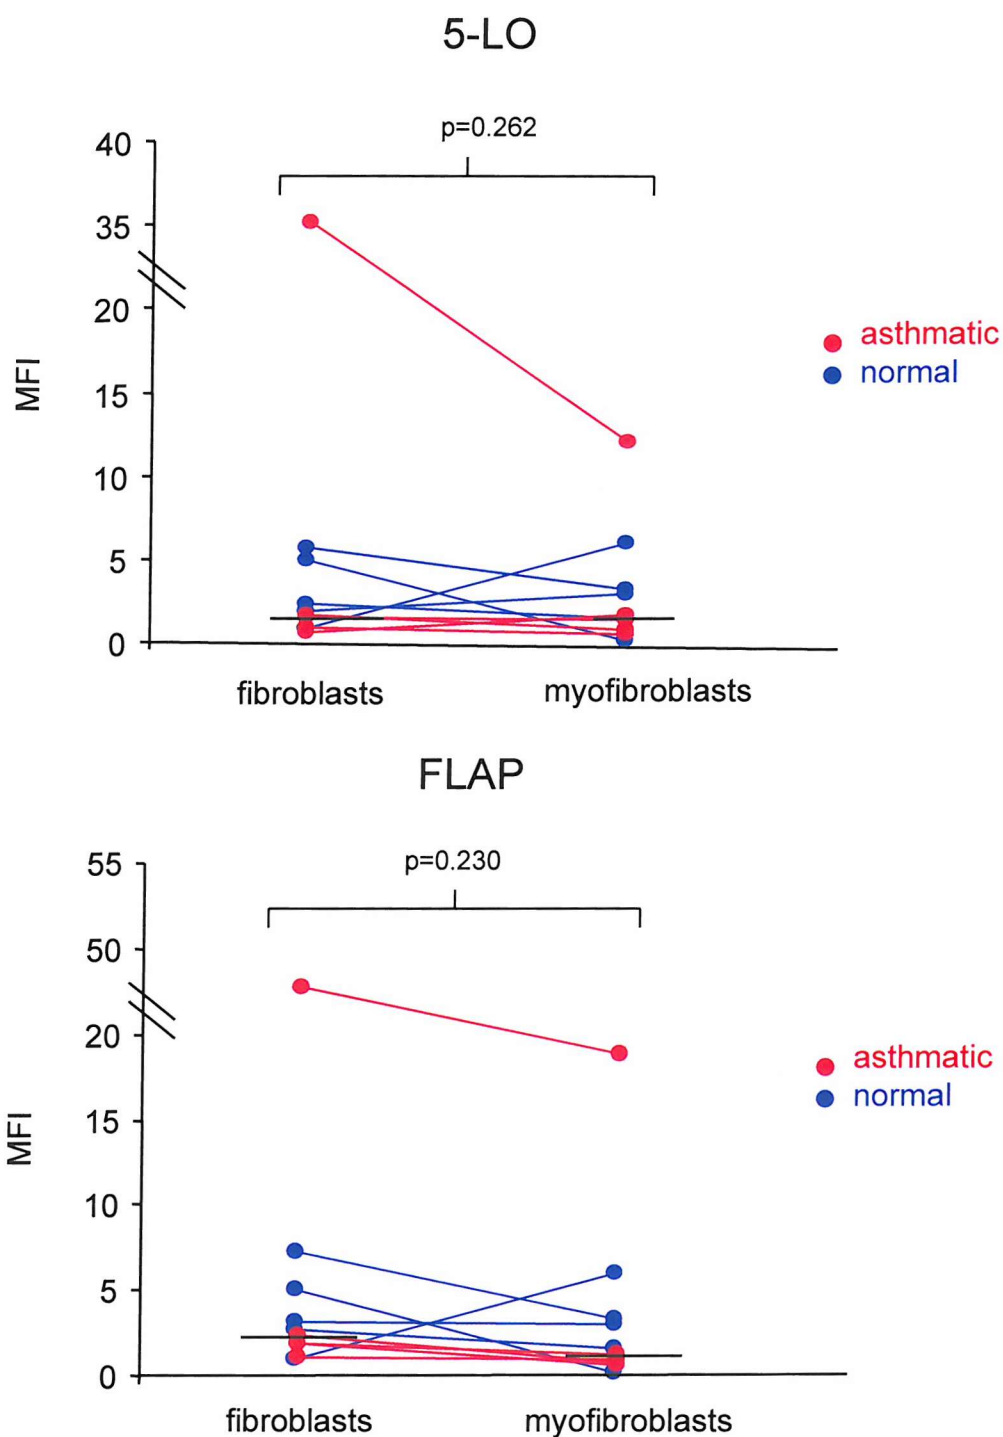 5-LO
p=0.262
40
35
20
15
10
5
0
MFI
asthmatic
normal
fibroblasts
myofibroblasts
FLAP
p=0.230
55
50
20
15
10
5
0
MFI
asthmatic
normal
fibroblasts
myofibroblasts